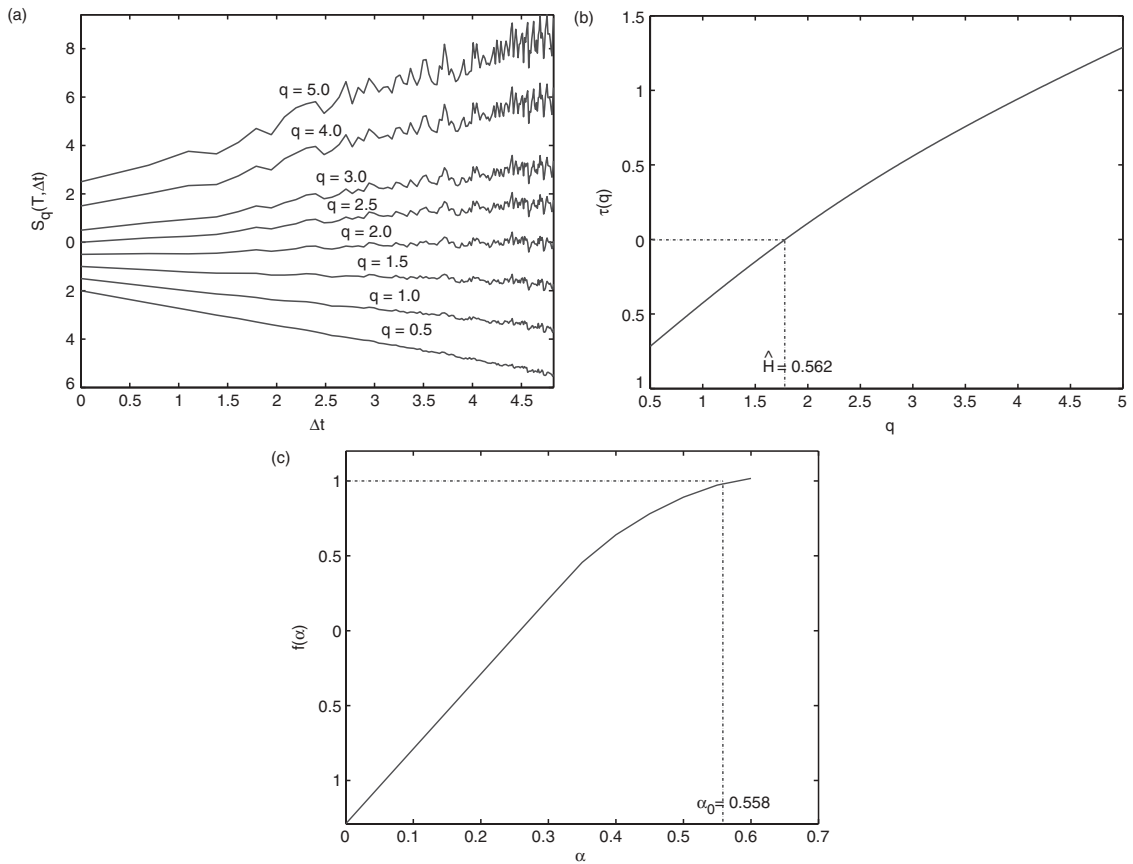 (a)
8
6
4
2
0
2
4
6
S_q(T,Δt)
q = 5.0
q = 4.0
q = 3.0
q = 2.5
q = 2.0
q = 1.5
q = 1.0
q = 0.5
0 0.5 1 1.5 2 2.5 3 3.5 4 4.5
Δt
(b)
1.5
1
0.5
0
0.5
1
τ(q)
Ĥ = 0.562
0.5 1 1.5 2 2.5 3 3.5 4 4.5 5
q
(c)
1
0.5
0
0.5
1
f(α)
α₀= 0.558
0 0.1 0.2 0.3 0.4 0.5 0.6 0.7
α